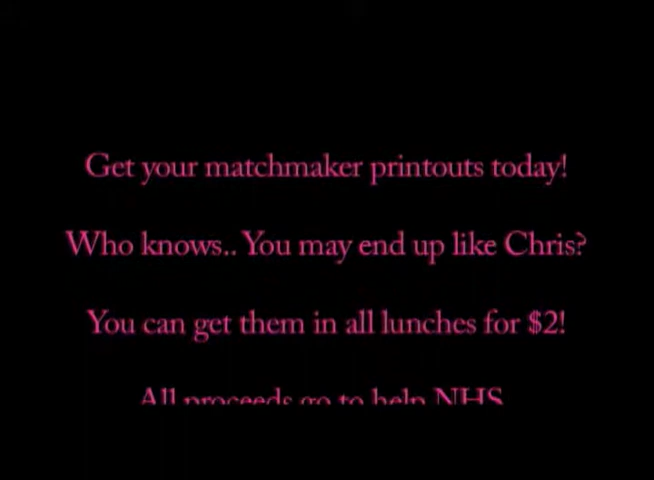 Get your matchmaker printouts today!
Who knows.. You may end up like Chris?
You can get them in all lunches for $2!
All proceeds go to help NHS